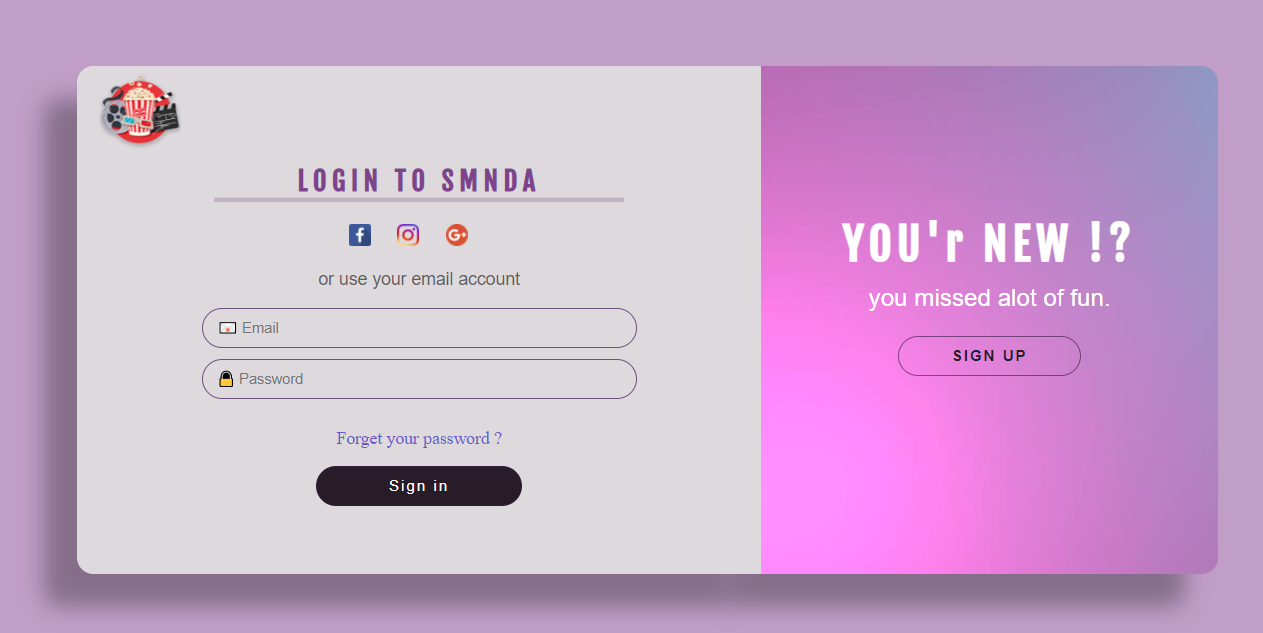 LOGIN TO SMNDA
or use your email account
Email
Password
Forget your password ?
Sign in
YOU'r NEW !?
you missed alot of fun.
SIGN UP